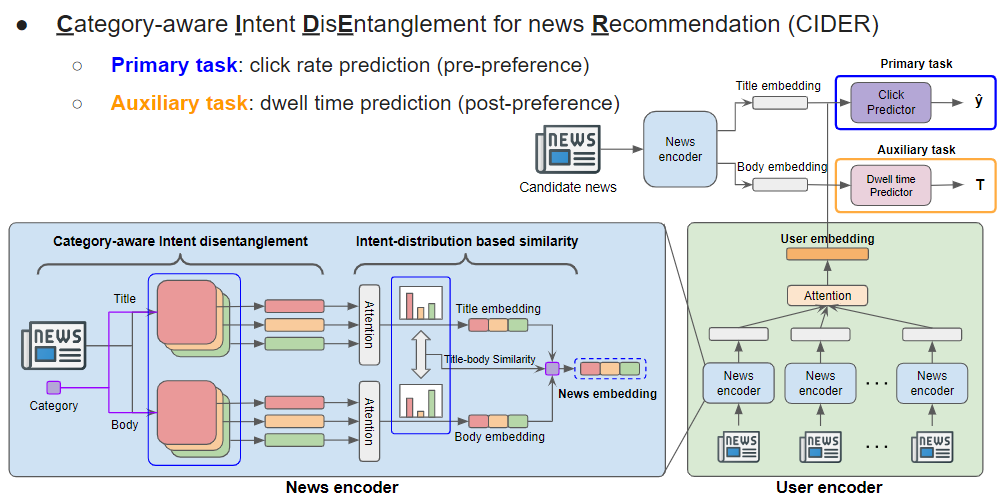 ● Category-aware Intent DisEntanglement for news Recommendation (CIDER)
○ Primary task: click rate prediction (pre-preference)
○ Auxiliary task: dwell time prediction (post-preference)
Primary task
Title embedding
Click
Predictor
ŷ
NEWS
Candidate news
News
encoder
Auxiliary task
Body embedding
Dwell time
Predictor
T
Category-aware Intent disentanglement
Intent-distribution based similarity
Title
NEWS
Category
Body
Attention
Attention
Title embedding
Title-body Similarity
News embedding
Body embedding
News encoder
User embedding
Attention
News
encoder
News
encoder
. . .
News
encoder
NEWS
NEWS
. . .
NEWS
User encoder